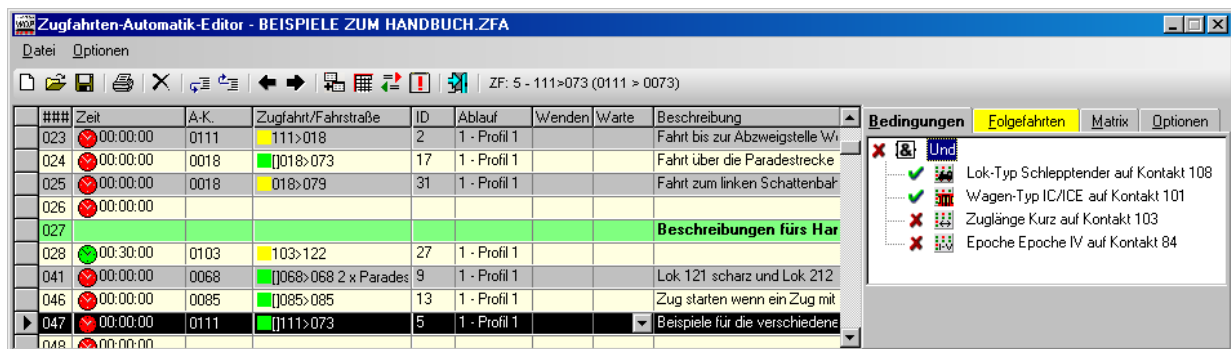 Zugfahrten-Automatik-Editor - BEISPIELE ZUM HANDBUCH.ZFA
Datei Optionen
ZF: 5 - 111>073 (0111 > 0073)
### Zeit A-K. Zugfahrt/Fahrstraße ID Ablauf Wenden Warte Beschreibung
023 00:00:00 0111 111>018 2 1 - Profil 1 Fahrt bis zur Abzweigstelle
024 00:00:00 0018 []018>073 17 1 - Profil 1 Fahrt über die Paradestrecke
025 00:00:00 0018 018>079 31 1 - Profil 1 Fahrt zum linken Schattenbah
026 00:00:00
027 Beschreibungen fürs Har
028 00:30:00 0103 103>122 27 1 - Profil 1
041 00:00:00 0068 []068>068 2 x Parades 9 1 - Profil 1 Lok 121 scharz und Lok 212
046 00:00:00 0085 []085>085 13 1 - Profil 1 Zug starten wenn ein Zug mit
047 00:00:00 0111 []111>073 5 1 - Profil 1 Beispiele für die verschiedene
048 00:00:00
Bedingungen Folgefahrten Matrix Optionen
& Und
Lok-Typ Schlepptender auf Kontakt 108
Wagen-Typ IC/ICE auf Kontakt 101
Zuglänge Kurz auf Kontakt 103
Epoche Epoche IV auf Kontakt 84